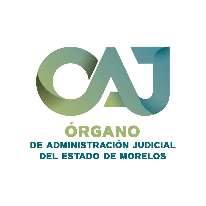 OAJ
ÓRGANO
DE ADMINISTRACIÓN JUDICIAL
DEL ESTADO DE MORELOS